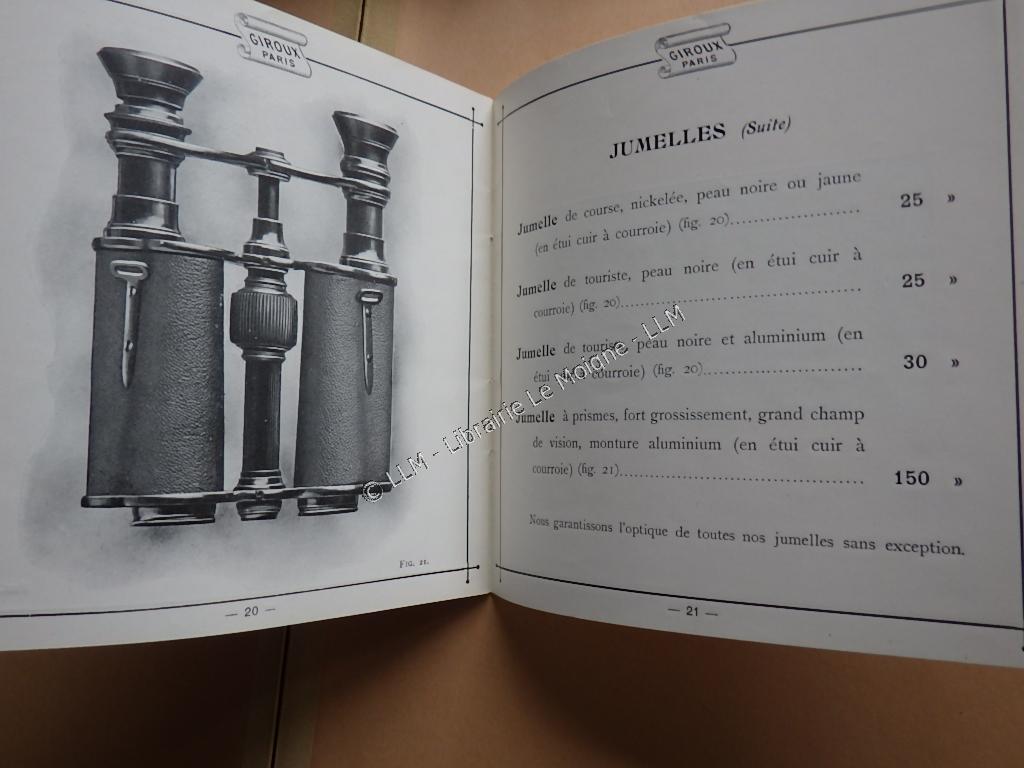 GIROUX
PARIS
FIG. 21.
— 20 —
GIROUX
PARIS
JUMELLES (Suite)
Jumelle de course, nickelée, peau noire ou jaune
(en étui cuir à courroie) (fig. 20).................... 25 »
Jumelle de touriste, peau noire (en étui cuir à
courroie) (fig. 20)........................................ 25 »
Jumelle de touriste, peau noire et aluminium (en
étui cuir à courroie) (fig. 20)......................... 30 »
Jumelle à prismes, fort grossissement, grand champ
de vision, monture aluminium (en étui cuir à
courroie) (fig. 21)........................................ 150 »
Nous garantissons l'optique de toutes nos jumelles sans exception.
— 21 —
© LLM - Librairie Le Moigne - LLM